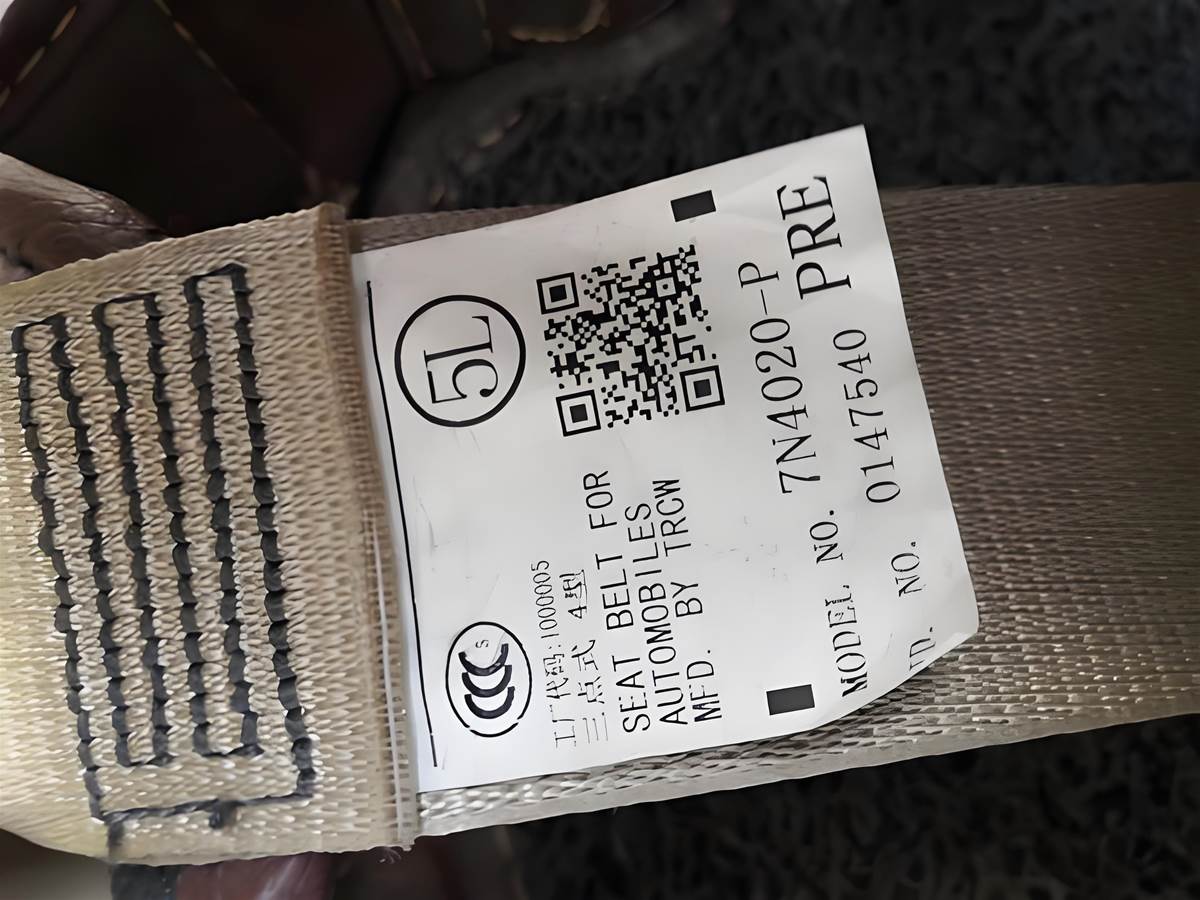 5L
CCC S
工厂代码:1000005
三点式 4型
SEAT BELT FOR
AUTOMOBILES
MFD. BY TRCW
MODEL NO. 7N4020-P
NO. 0147540 PRE